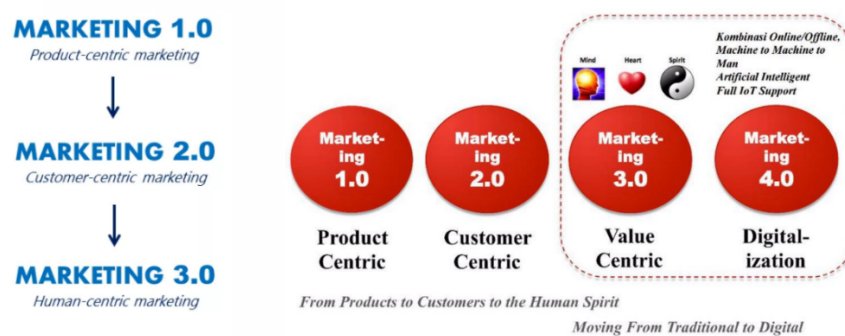 MARKETING 1.0
Product-centric marketing
MARKETING 2.0
Customer-centric marketing
MARKETING 3.0
Human-centric marketing
Kombinasi Online/Offline,
Machine to Machine to
Man
Artificial Intelligent
Full IoT Support
Mind
Heart
Spirit
Market-
ing
1.0
Market-
ing
2.0
Market-
ing
3.0
Market-
ing
4.0
Product
Centric
Customer
Centric
Value
Centric
Digital-
ization
From Products to Customers to the Human Spirit
Moving From Traditional to Digital